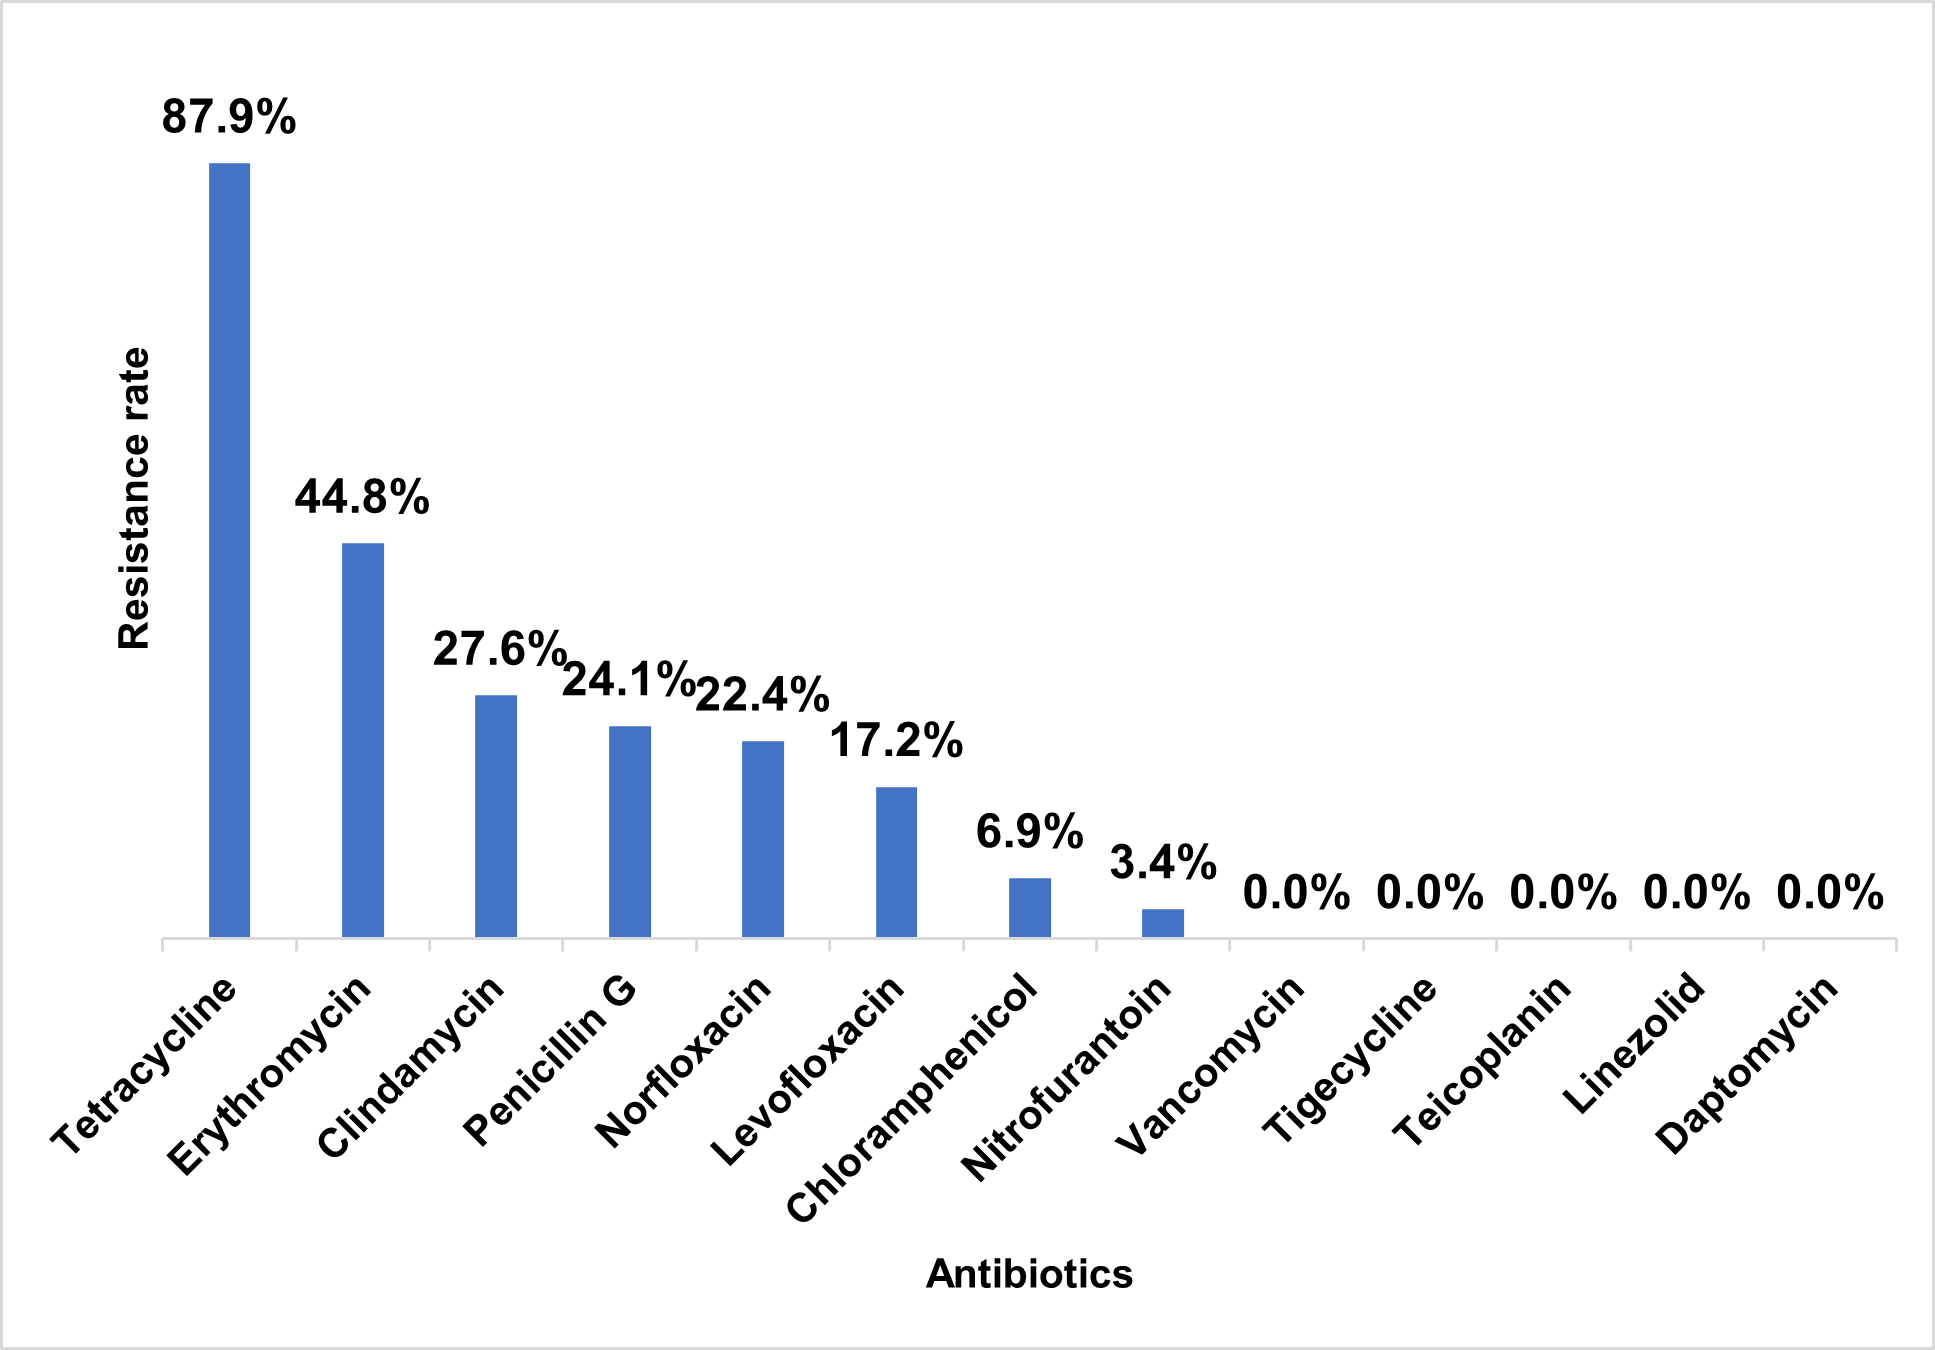 87.9%
44.8%
27.6%
24.1%
22.4%
17.2%
6.9%
3.4%
0.0%
0.0%
0.0%
0.0%
0.0%
Resistance rate
Tetracycline
Erythromycin
Clindamycin
Penicillin G
Norfloxacin
Levofloxacin
Chloramphenicol
Nitrofurantoin
Vancomycin
Tigecycline
Teicoplanin
Linezolid
Daptomycin
Antibiotics